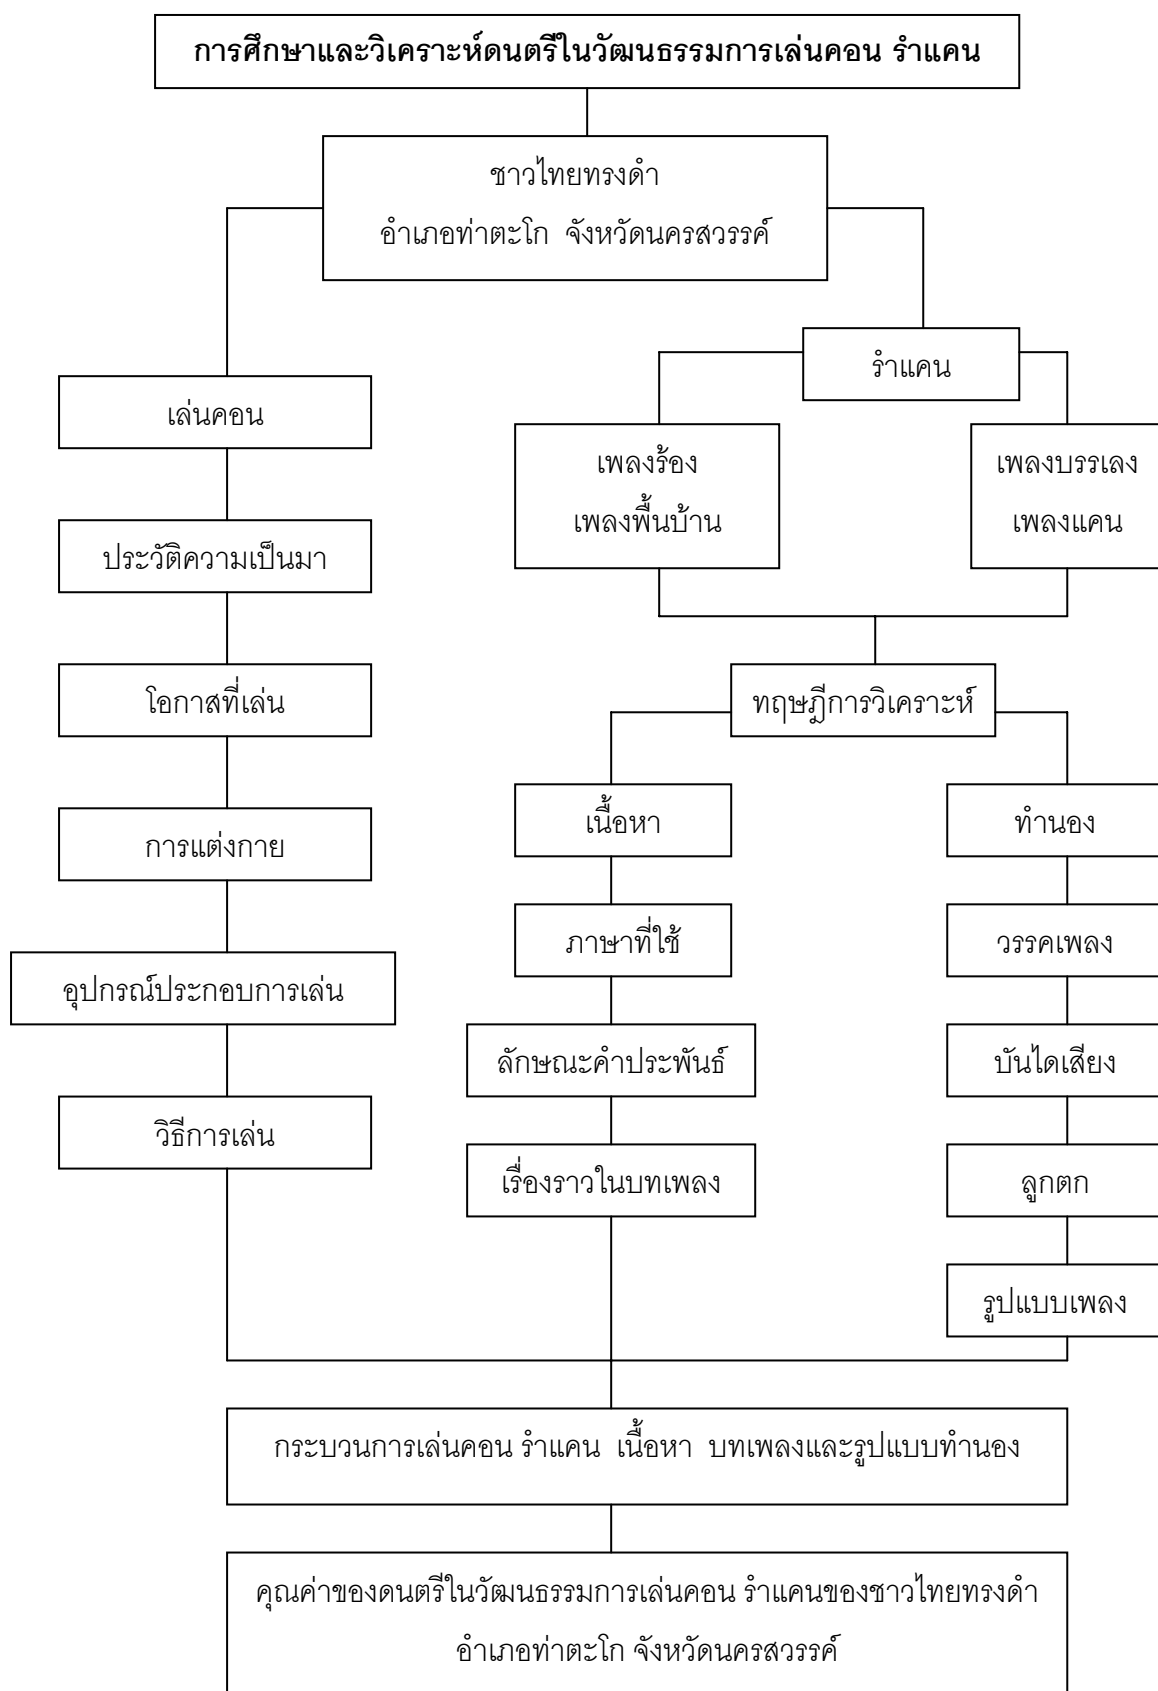 การศึกษาและวิเคราะห์ดนตรีในวัฒนธรรมการเล่นคอน รำแคน
ชาวไทยทรงดำ
อำเภอท่าตะโก จังหวัดนครสวรรค์
รำแคน
เล่นคอน
เพลงร้อง
เพลงพื้นบ้าน
เพลงบรรเลง
เพลงแคน
ประวัติความเป็นมา
โอกาสที่เล่น
ทฤษฎีการวิเคราะห์
การแต่งกาย
เนื้อหา
ทำนอง
ภาษาที่ใช้
วรรคเพลง
อุปกรณ์ประกอบการเล่น
ลักษณะคำประพันธ์
บันไดเสียง
วิธีการเล่น
เรื่องราวในบทเพลง
ลูกตก
รูปแบบเพลง
กระบวนการเล่นคอน รำแคน เนื้อหา บทเพลงและรูปแบบทำนอง
คุณค่าของดนตรีในวัฒนธรรมการเล่นคอน รำแคนของชาวไทยทรงดำ
อำเภอท่าตะโก จังหวัดนครสวรรค์